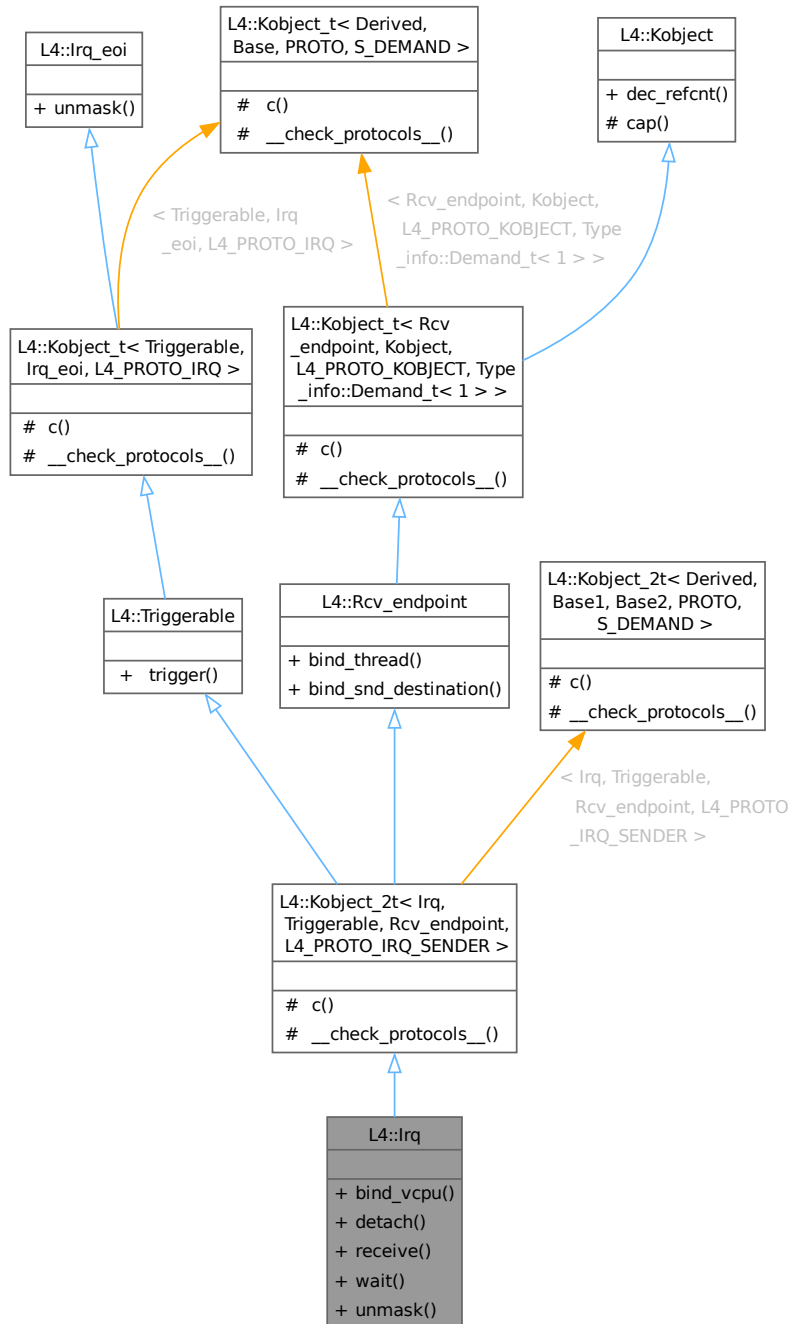 L4::Irq_eoi
+ unmask()
L4::Kobject_t< Derived,
Base, PROTO, S_DEMAND >
# c()
# __check_protocols__()
L4::Kobject
+ dec_refcnt()
# cap()
< Triggerable, Irq
_eoi, L4_PROTO_IRQ >
< Rcv_endpoint, Kobject,
L4_PROTO_KOBJECT, Type
_info::Demand_t< 1 > >
L4::Kobject_t< Triggerable,
Irq_eoi, L4_PROTO_IRQ >
# c()
# __check_protocols__()
L4::Kobject_t< Rcv
_endpoint, Kobject,
L4_PROTO_KOBJECT, Type
_info::Demand_t< 1 > >
# c()
# __check_protocols__()
L4::Triggerable
+ trigger()
L4::Rcv_endpoint
+ bind_thread()
+ bind_snd_destination()
L4::Kobject_2t< Derived,
Base1, Base2, PROTO,
S_DEMAND >
# c()
# __check_protocols__()
< Irq, Triggerable,
Rcv_endpoint, L4_PROTO
_IRQ_SENDER >
L4::Kobject_2t< Irq,
Triggerable, Rcv_endpoint,
L4_PROTO_IRQ_SENDER >
# c()
# __check_protocols__()
L4::Irq
+ bind_vcpu()
+ detach()
+ receive()
+ wait()
+ unmask()